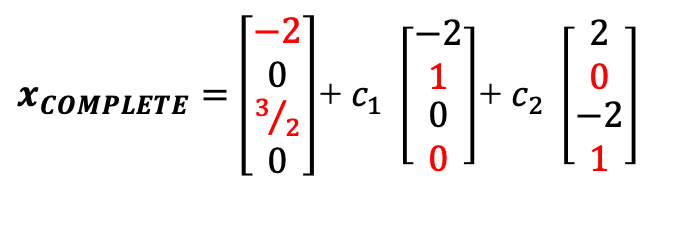 x_COMPLETE = [−2 0 3/2 0] + c₁ [−2 1 0 0] + c₂ [2 0 −2 1]